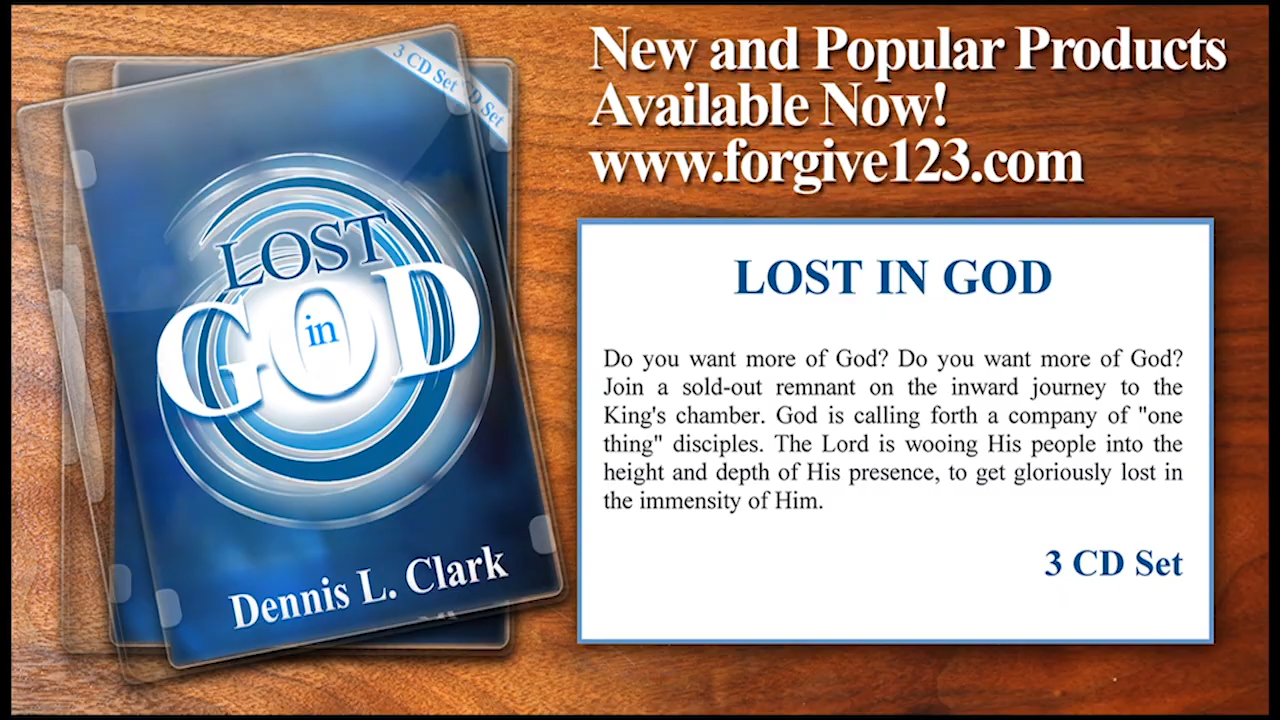 3 CD Set
CD Set
LOST
in
GOD
Dennis L. Clark
New and Popular Products
Available Now!
www.forgive123.com
LOST IN GOD
Do you want more of God? Do you want more of God?
Join a sold-out remnant on the inward journey to the
King's chamber. God is calling forth a company of "one
thing" disciples. The Lord is wooing His people into the
height and depth of His presence, to get gloriously lost in
the immensity of Him.
3 CD Set